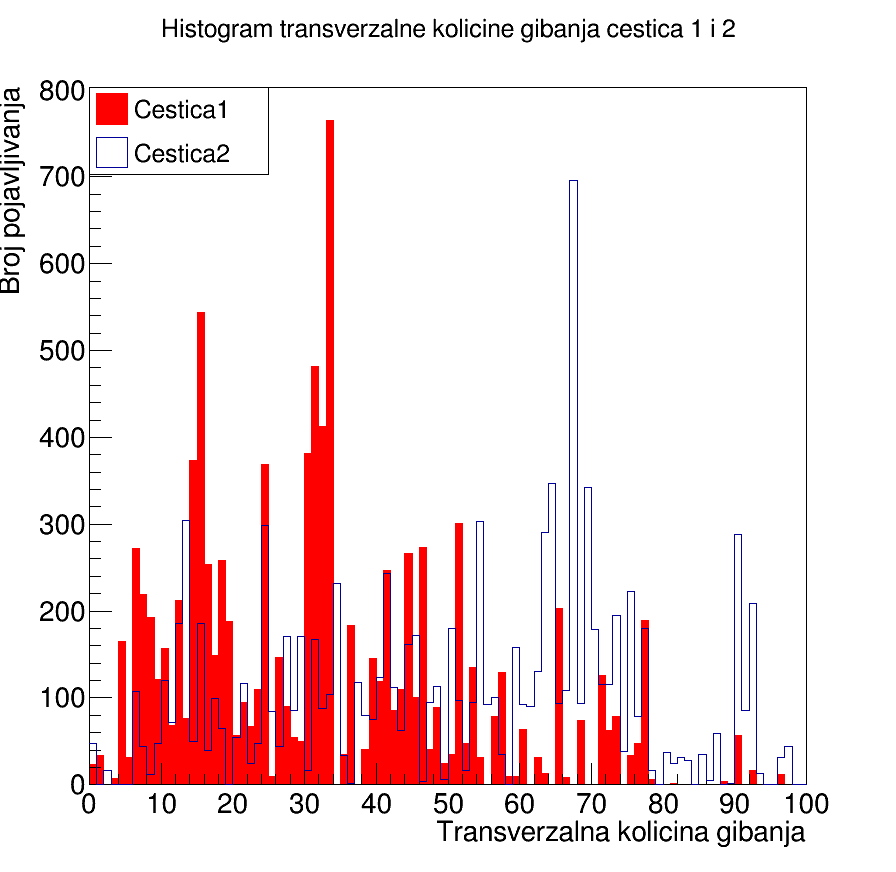 Histogram transverzalne kolicine gibanja cestica 1 i 2
Broj pojavljivanja
Cestica1
Cestica2
800
700
600
500
400
300
200
100
0
0 10 20 30 40 50 60 70 80 90 100
Transverzalna kolicina gibanja